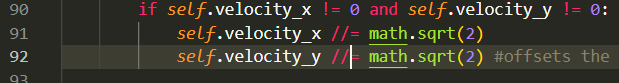 90 if self.velocity_x != 0 and self.velocity_y != 0:
91 self.velocity_x //= math.sqrt(2)
92 self.velocity_y //= math.sqrt(2) #offsets the
93